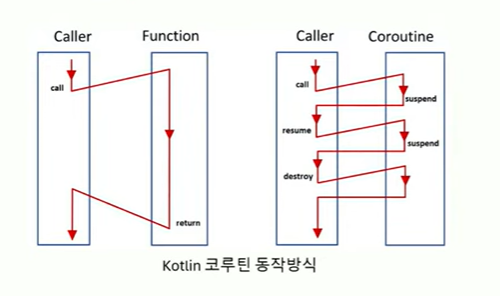 Caller
Function
Caller
Coroutine
call
call
suspend
resume
suspend
destroy
return
Kotlin 코루틴 동작방식